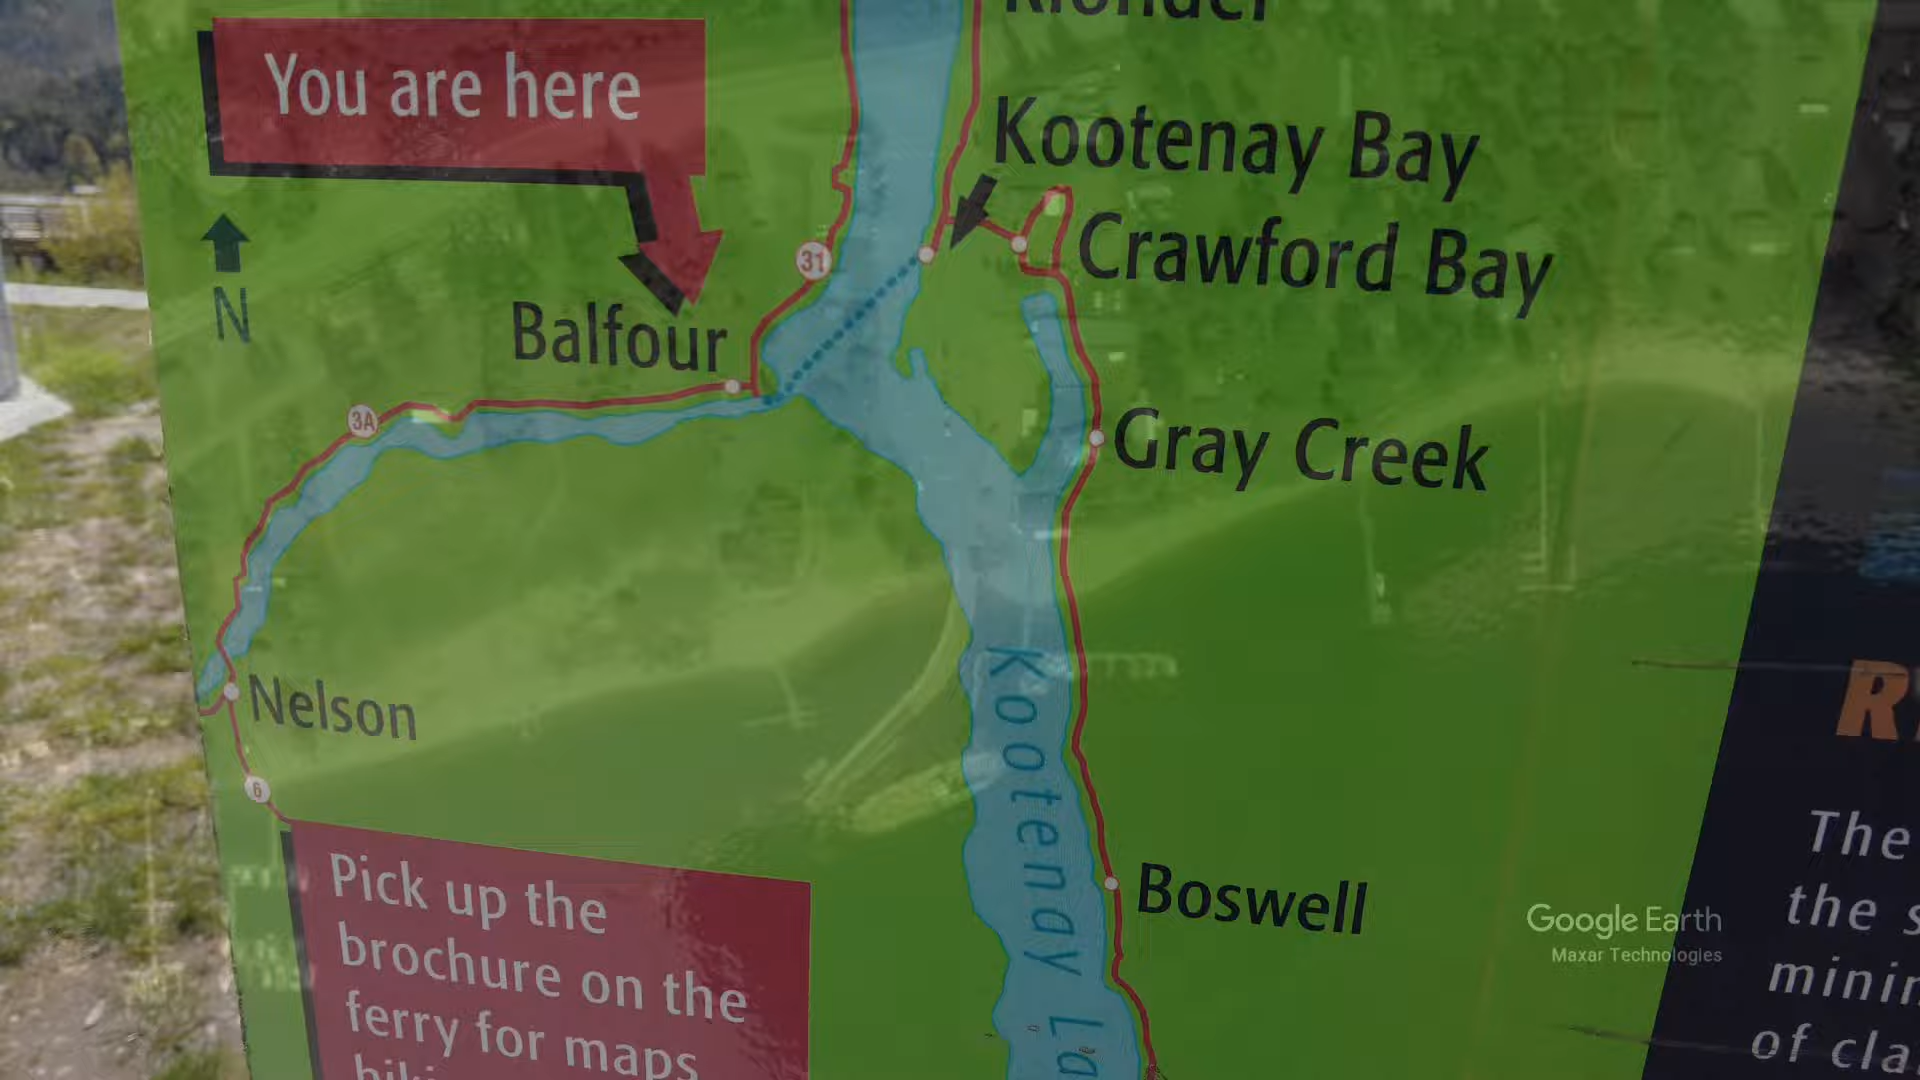 You are here
Kootenay Bay
Crawford Bay
31
N
Balfour
3A
Gray Creek
Nelson
6
Kootenay La
Boswell
Pick up the
brochure on the
ferry for maps
The
the s
minin
of cla
Google Earth
Maxar Technologies